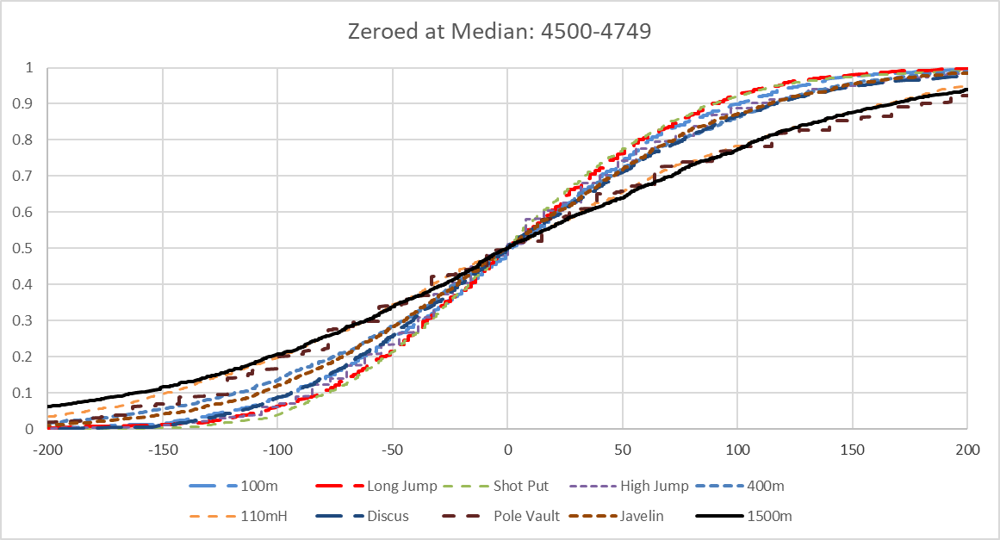 Zeroed at Median: 4500-4749
1
0.9
0.8
0.7
0.6
0.5
0.4
0.3
0.2
0.1
0
-200 -150 -100 -50 0 50 100 150 200
100m Long Jump Shot Put High Jump 400m
110mH Discus Pole Vault Javelin 1500m